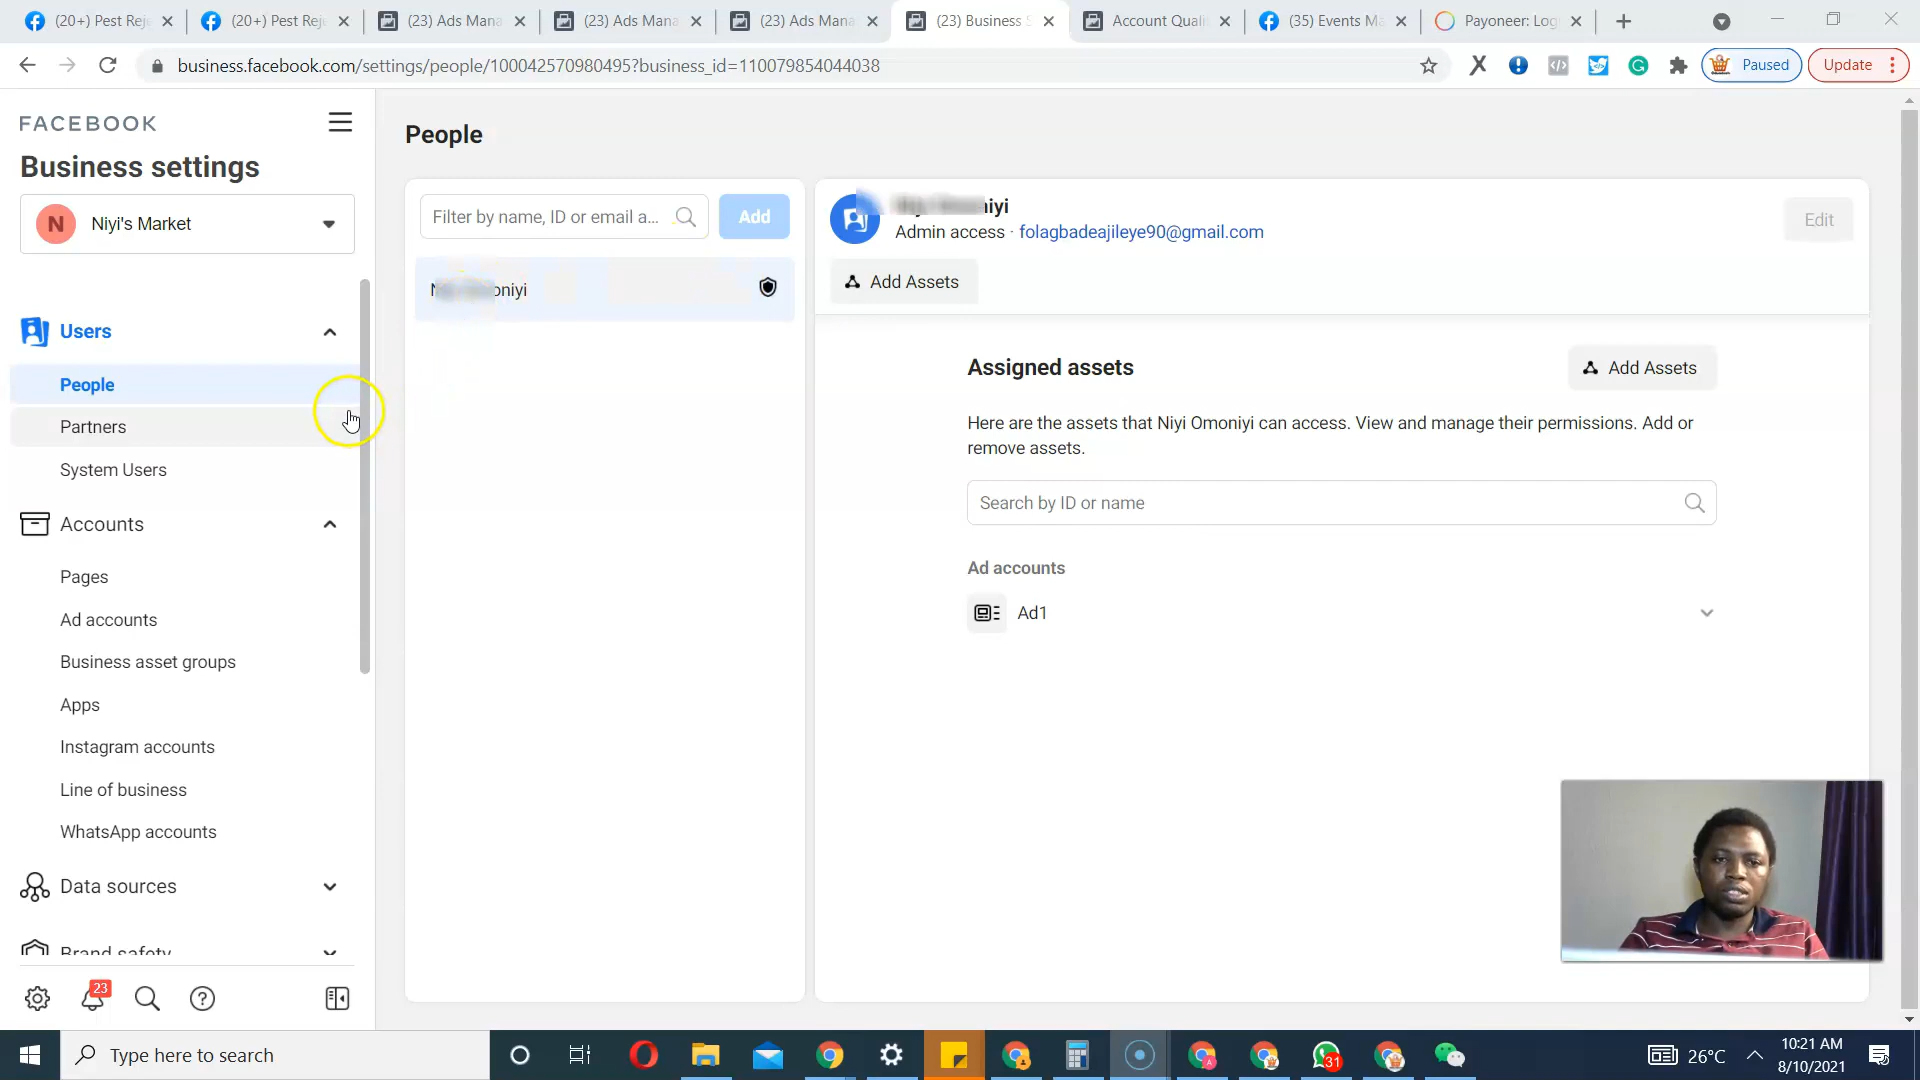 (20+) Pest Rej
(20+) Pest Reje
(23) Ads Mana
(23) Ads Mana
(23) Ads Mana
(23) Business S
Account Quali
(35) Events Ma
Payoneer: Log
business.facebook.com/settings/people/100042570980495?business_id=110079854044038
Paused
Update
FACEBOOK
Business settings
N
Niyi's Market
Users
People
Partners
System Users
Accounts
Pages
Ad accounts
Business asset groups
Apps
Instagram accounts
Line of business
WhatsApp accounts
Data sources
Brand safety
23
People
Filter by name, ID or email a...
Add
oniyi
iyi
Admin access · folagbadeajileye90@gmail.com
Edit
Add Assets
Assigned assets
Add Assets
Here are the assets that Niyi Omoniyi can access. View and manage their permissions. Add or
remove assets.
Search by ID or name
Ad accounts
Ad1
Type here to search
31
26°C
10:21 AM
8/10/2021